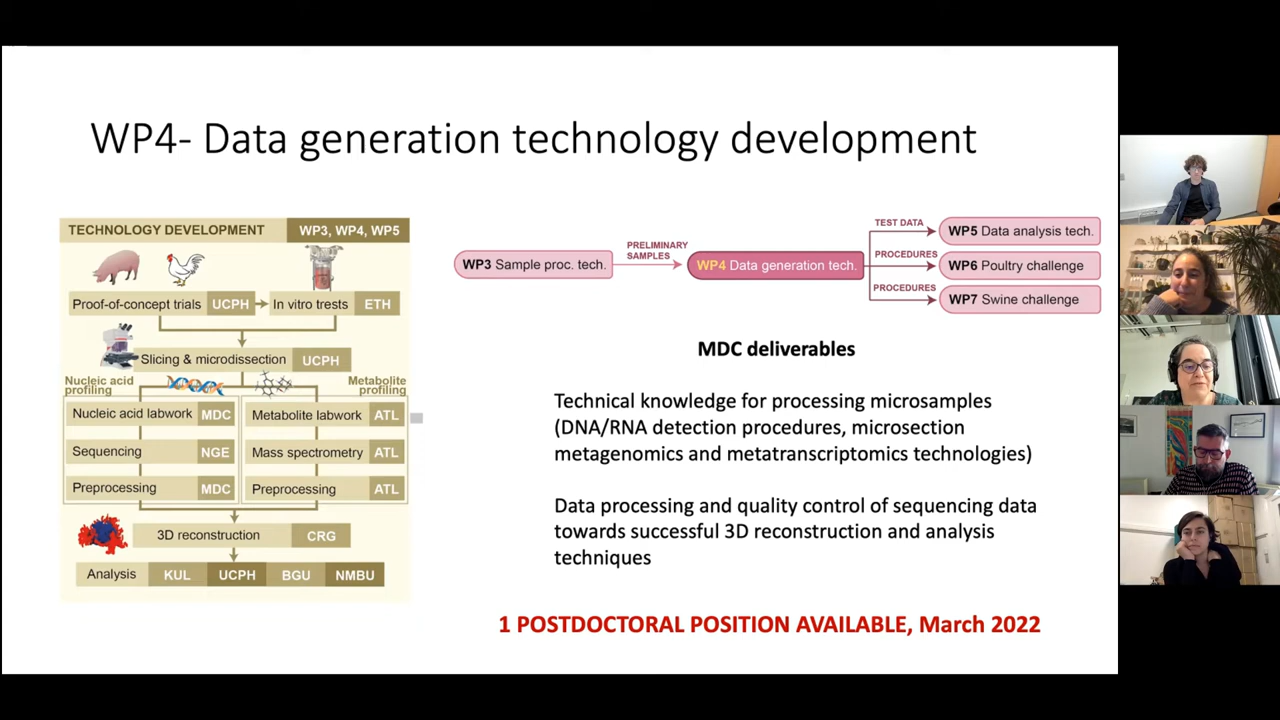 WP4- Data generation technology development
TECHNOLOGY DEVELOPMENT WP3, WP4, WP5
Proof-of-concept trials UCPH In vitro trests ETH
Slicing & microdissection UCPH
Nucleic acid
profiling
Metabolite
profiling
Nucleic acid labwork MDC Metabolite labwork ATL
Sequencing NGE Mass spectrometry ATL
Preprocessing MDC Preprocessing ATL
3D reconstruction CRG
Analysis KUL UCPH BGU NMBU
WP3 Sample proc. tech.
PRELIMINARY
SAMPLES
WP4 Data generation tech.
TEST DATA
WP5 Data analysis tech.
PROCEDURES
WP6 Poultry challenge
PROCEDURES
WP7 Swine challenge
MDC deliverables
Technical knowledge for processing microsamples
(DNA/RNA detection procedures, microsection
metagenomics and metatranscriptomics technologies)
Data processing and quality control of sequencing data
towards successful 3D reconstruction and analysis
techniques
1 POSTDOCTORAL POSITION AVAILABLE, March 2022